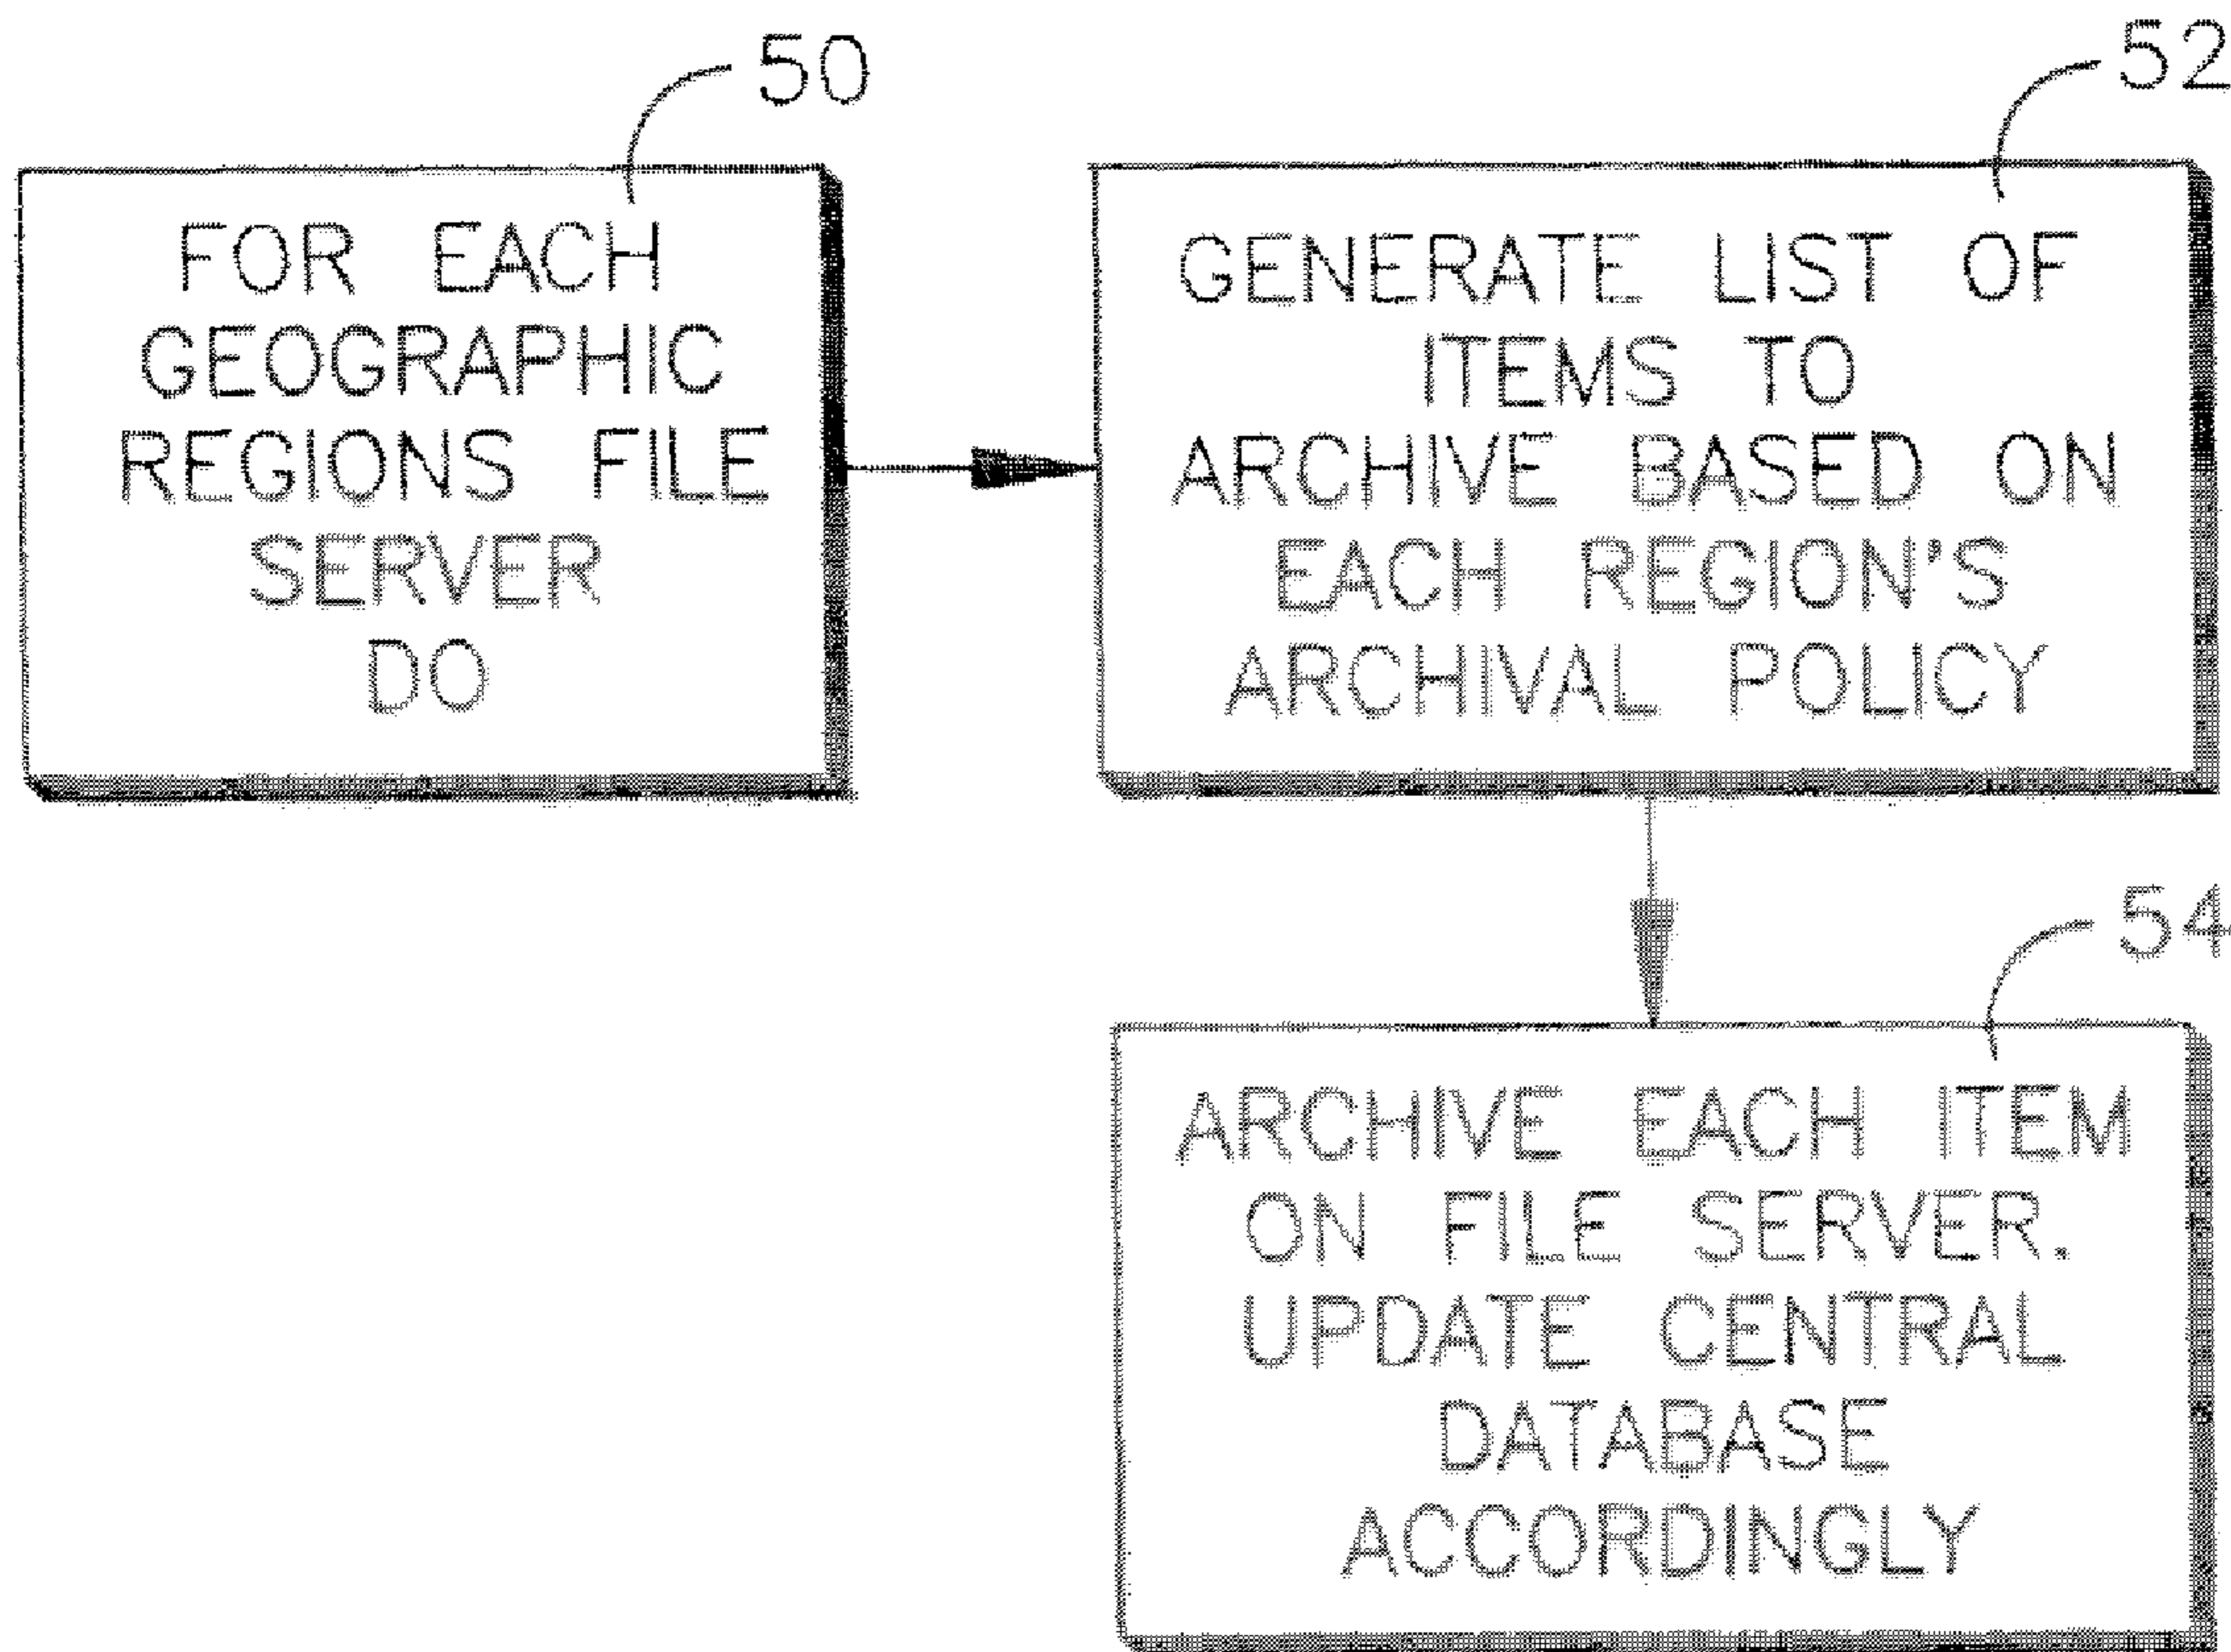 50
FOR EACH
GEOGRAPHIC
REGIONS FILE
SERVER
DO
52
GENERATE LIST OF
ITEMS TO
ARCHIVE BASED ON
EACH REGION'S
ARCHIVAL POLICY
54
ARCHIVE EACH ITEM
ON FILE SERVER.
UPDATE CENTRAL
DATABASE
ACCORDINGLY